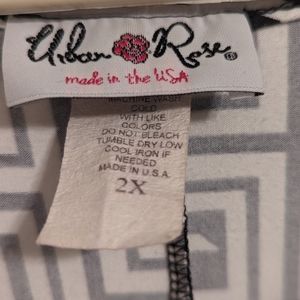 Urban Rose®
made in the USA
MACHINE WASH
COLD
WITH LIKE
COLORS
DO NOT BLEACH
TUMBLE DRY LOW
COOL IRON IF
NEEDED
MADE IN U.S.A.
2X